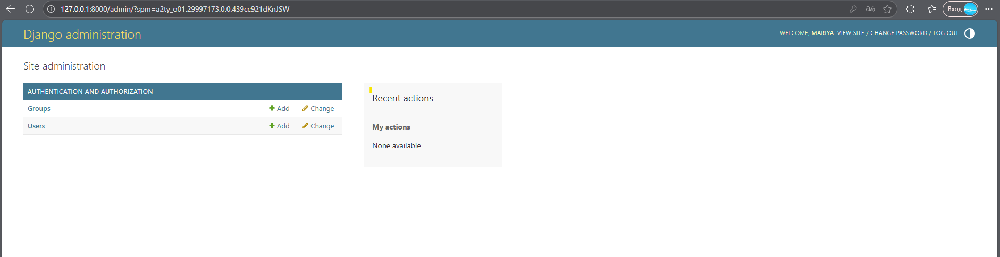 127.0.0.1:8000/admin/?spm=a2ty_o01.29997173.0.0.439cc921dKnJSW
aあ
Вход
Django administration
WELCOME, MARIYA. VIEW SITE / CHANGE PASSWORD / LOG OUT
Site administration
AUTHENTICATION AND AUTHORIZATION
Groups Add Change
Users Add Change
Recent actions
My actions
None available